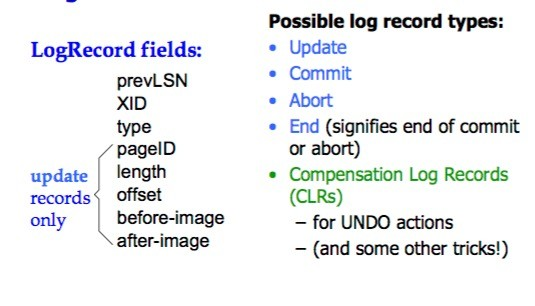 Possible log record types:
LogRecord fields:
prevLSN
XID
type
pageID
length
offset
before-image
after-image
update
records
only
• Update
• Commit
• Abort
• End (signifies end of commit
or abort)
• Compensation Log Records
(CLRs)
– for UNDO actions
– (and some other tricks!)